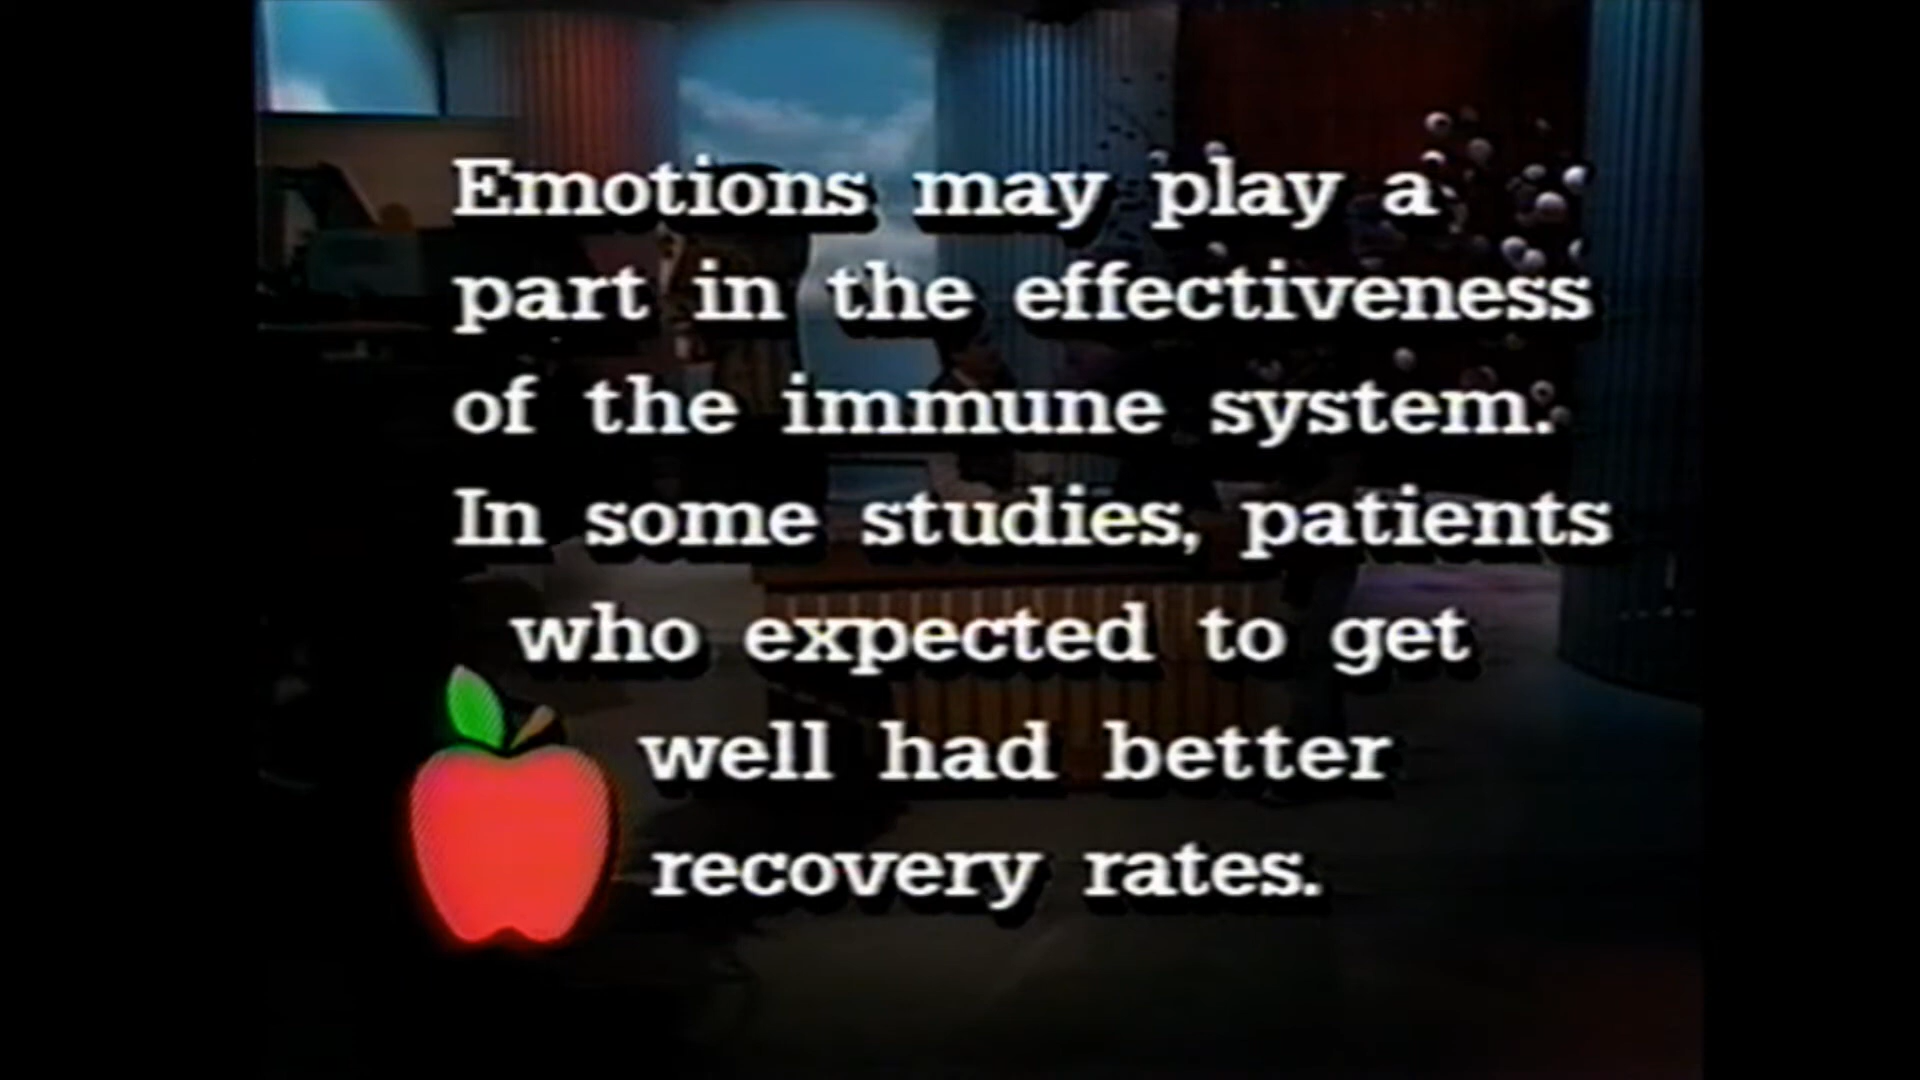 Emotions may play a
part in the effectiveness
of the immune system.
In some studies, patients
who expected to get
well had better
recovery rates.